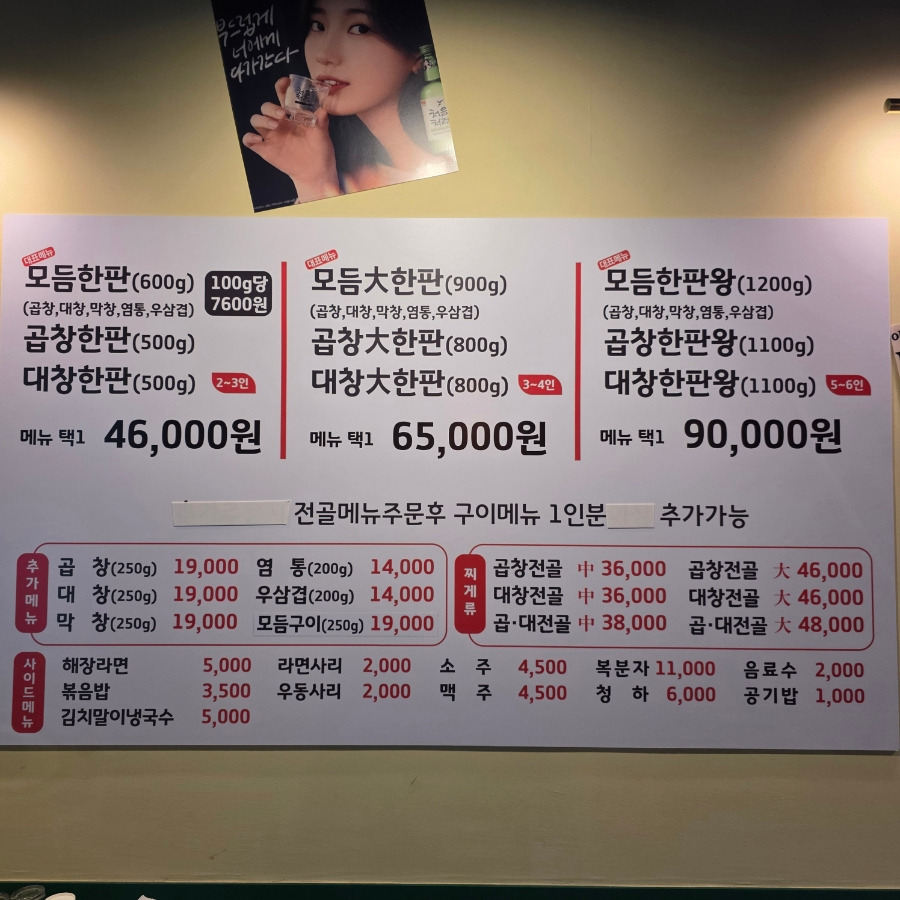 부드럽게
너에게
다가간다
처음
처럼
대표메뉴
모듬한판(600g)
100g당
7600원
(곱창,대창,막창,염통,우삼겹)
곱창한판(500g)
대창한판(500g) 2~3인
메뉴 택1 46,000원
대표메뉴
모듬大한판(900g)
(곱창,대창,막창,염통,우삼겹)
곱창大한판(800g)
대창大한판(800g) 3~4인
메뉴 택1 65,000원
대표메뉴
모듬한판왕(1200g)
(곱창,대창,막창,염통,우삼겹)
곱창한판왕(1100g)
대창한판왕(1100g) 5~6인
메뉴 택1 90,000원
전골메뉴주문후 구이메뉴 1인분 추가가능
추가메뉴
곱 창(250g) 19,000 염 통(200g) 14,000
대 창(250g) 19,000 우삼겹(200g) 14,000
막 창(250g) 19,000 모듬구이(250g) 19,000
찌게류
곱창전골 中 36,000 곱창전골 大 46,000
대창전골 中 36,000 대창전골 大 46,000
곱·대전골 中 38,000 곱·대전골 大 48,000
사이드메뉴
해장라면 5,000 라면사리 2,000 소 주 4,500 복분자 11,000 음료수 2,000
볶음밥 3,500 우동사리 2,000 맥 주 4,500 청 하 6,000 공기밥 1,000
김치말이냉국수 5,000